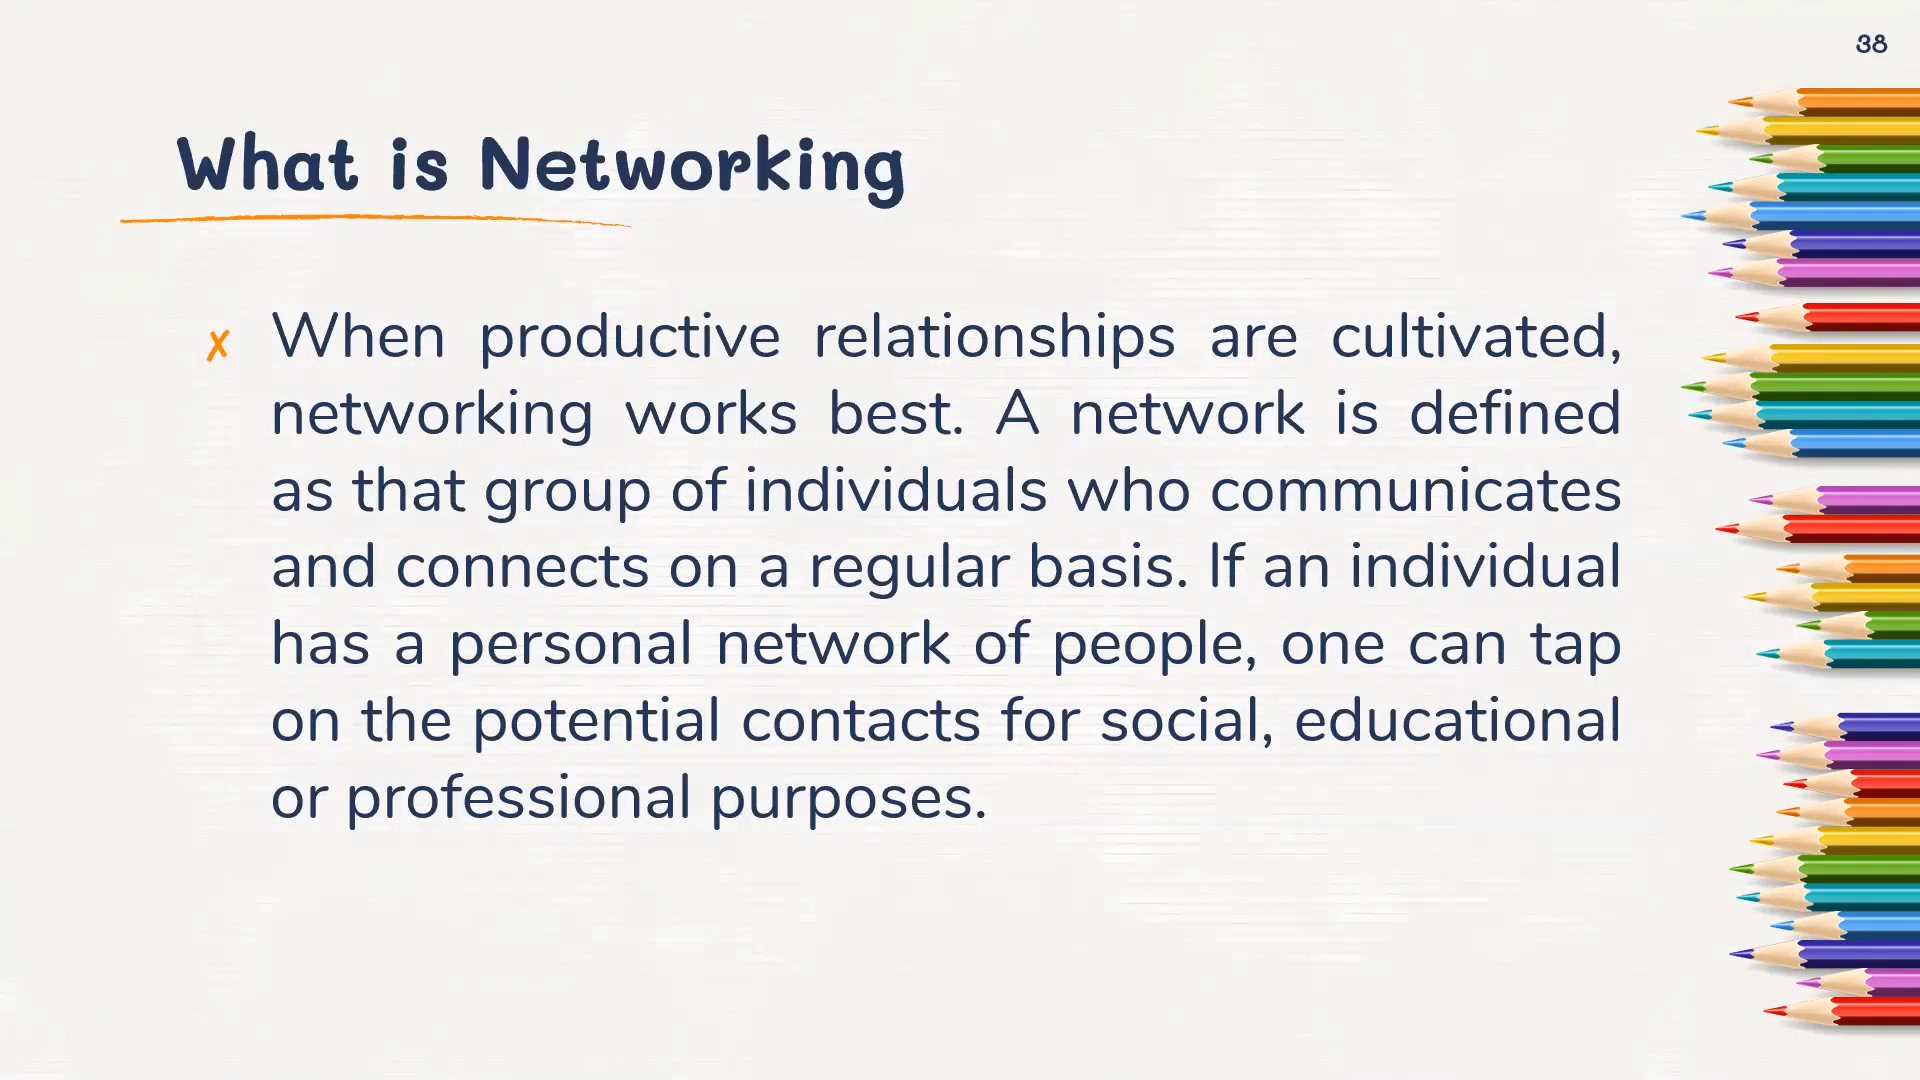 38
What is Networking
✗ When productive relationships are cultivated,
networking works best. A network is defined
as that group of individuals who communicates
and connects on a regular basis. If an individual
has a personal network of people, one can tap
on the potential contacts for social, educational
or professional purposes.